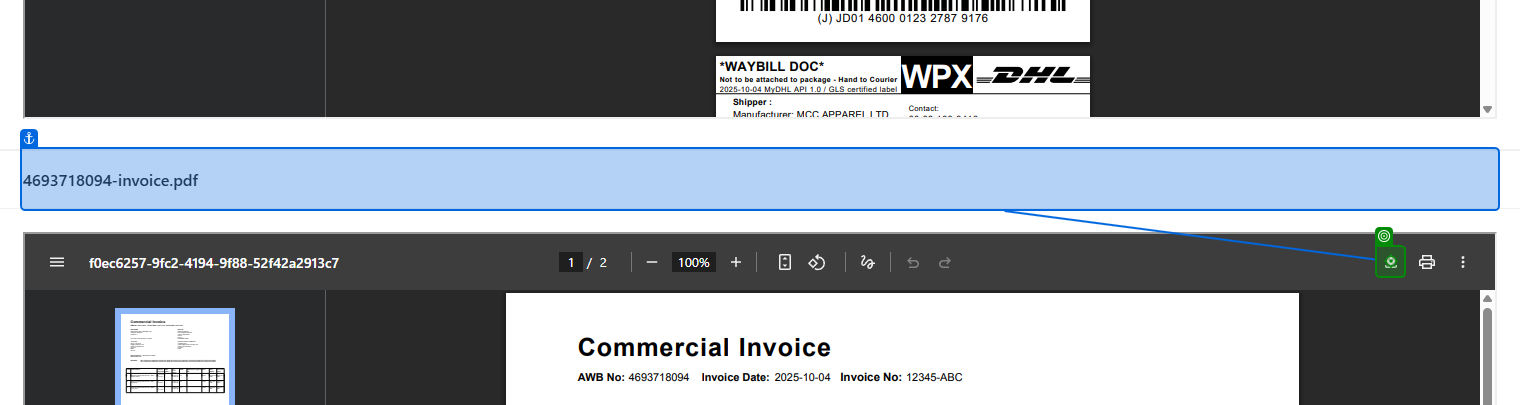 (J) JD01 4600 0123 2787 9176
*WAYBILL DOC*
Not to be attached to package - Hand to Courier
2025-10-04 MyDHL API 1.0 / GLS certified label
WPX
DHL
Shipper :
Manufacturer: MCC APPAREL LTD
Contact:
4693718094-invoice.pdf
f0ec6257-9fc2-4194-9f88-52f42a2913c7
1 / 2
100%
Commercial Invoice
AWB No: 4693718094 Invoice Date: 2025-10-04 Invoice No: 12345-ABC
Commercial Invoice